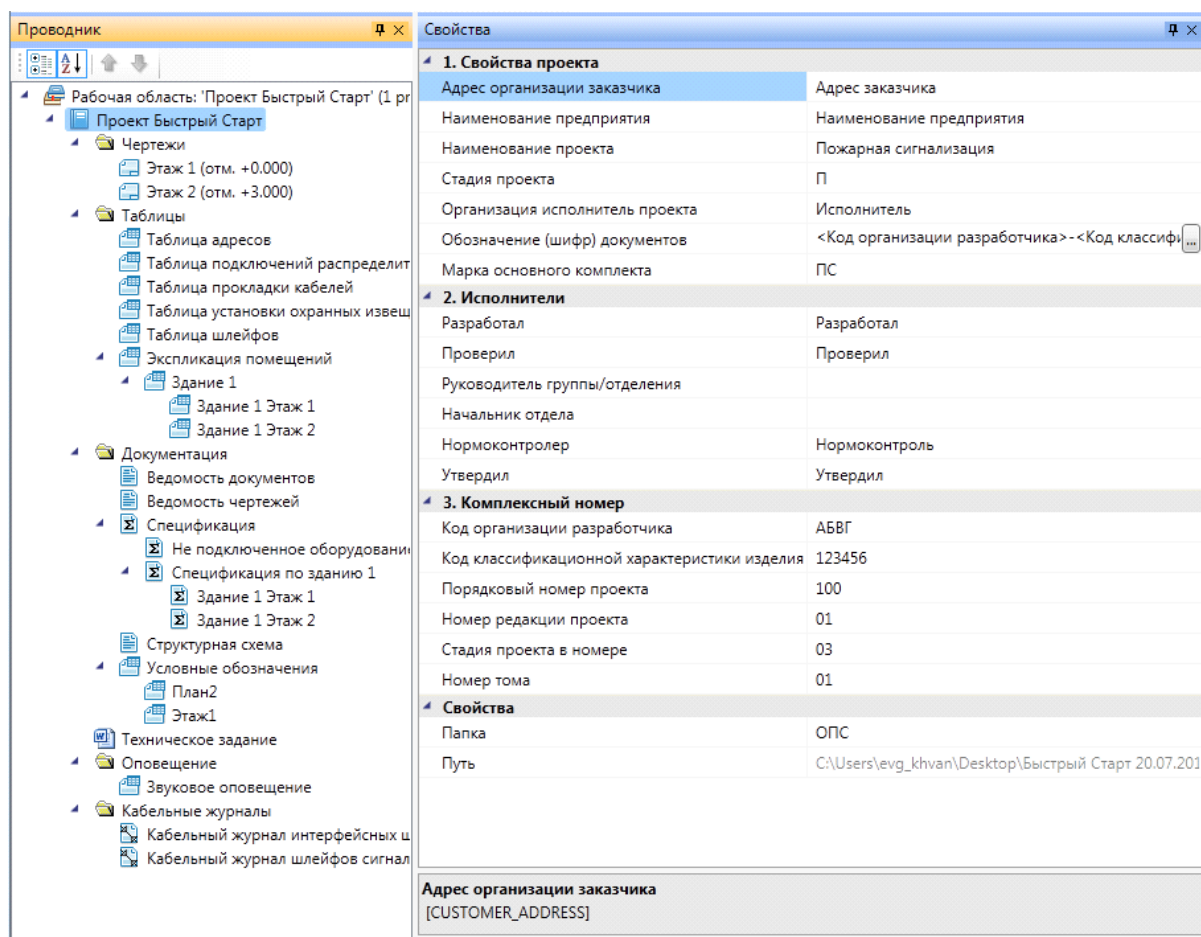 Проводник
Рабочая область: 'Проект Быстрый Старт' (1 pr
Проект Быстрый Старт
Чертежи
Этаж 1 (отм. +0.000)
Этаж 2 (отм. +3.000)
Таблицы
Таблица адресов
Таблица подключений распределит
Таблица прокладки кабелей
Таблица установки охранных извещ
Таблица шлейфов
Экспликация помещений
Здание 1
Здание 1 Этаж 1
Здание 1 Этаж 2
Документация
Ведомость документов
Ведомость чертежей
Спецификация
Не подключенное оборудовани
Спецификация по зданию 1
Здание 1 Этаж 1
Здание 1 Этаж 2
Структурная схема
Условные обозначения
План2
Этаж1
Техническое задание
Оповещение
Звуковое оповещение
Кабельные журналы
Кабельный журнал интерфейсных ш
Кабельный журнал шлейфов сигнал
Свойства
1. Свойства проекта
Адрес организации заказчика Адрес заказчика
Наименование предприятия Наименование предприятия
Наименование проекта Пожарная сигнализация
Стадия проекта П
Организация исполнитель проекта Исполнитель
Обозначение (шифр) документов <Код организации разработчика>-<Код классифи ...
Марка основного комплекта ПС
2. Исполнители
Разработал Разработал
Проверил Проверил
Руководитель группы/отделения
Начальник отдела
Нормоконтролер Нормоконтроль
Утвердил Утвердил
3. Комплексный номер
Код организации разработчика АБВГ
Код классификационной характеристики изделия 123456
Порядковый номер проекта 100
Номер редакции проекта 01
Стадия проекта в номере 03
Номер тома 01
Свойства
Папка ОПС
Путь C:\Users\evg_khvan\Desktop\Быстрый Старт 20.07.201
Адрес организации заказчика
[CUSTOMER_ADDRESS]